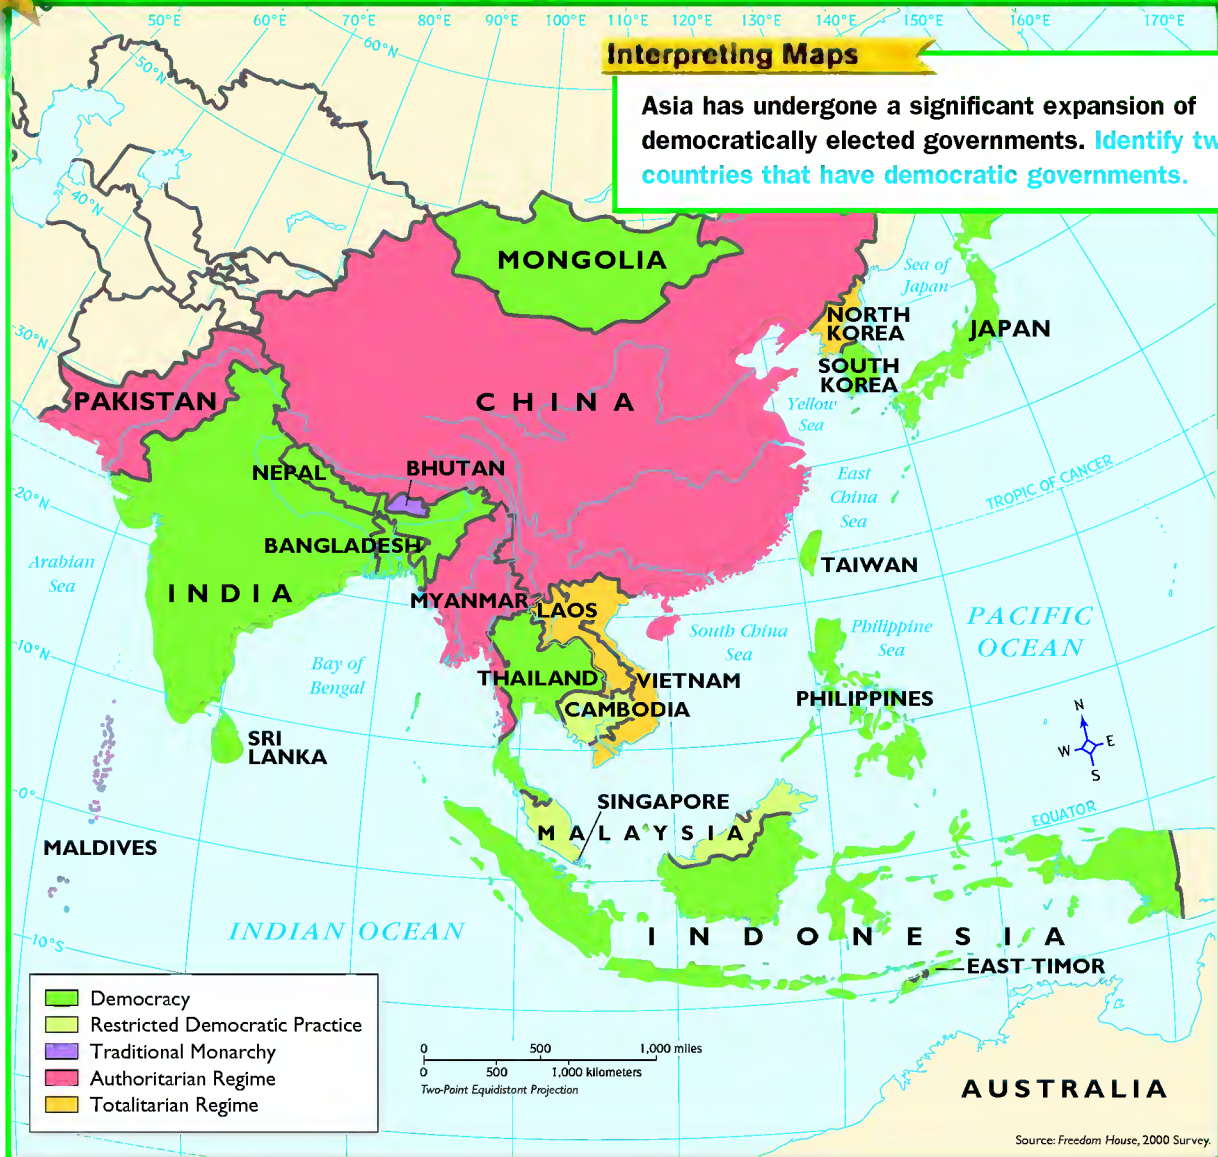 50°E 60°E 70°E 80°E 90°E 100°E 110°E 120°E 130°E 140°E 150°E 160°E 170°E
Interpreting Maps
Asia has undergone a significant expansion of
democratically elected governments. Identify tw
countries that have democratic governments.
60°N
50°N
40°N
30°N
20°N
10°N
0°
10°S
MONGOLIA
Sea of
Japan
NORTH
KOREA
JAPAN
SOUTH
KOREA
PAKISTAN
CHINA
Yellow
Sea
NEPAL
BHUTAN
East
China
Sea
TROPIC OF CANCER
BANGLADESH
Arabian
Sea
TAIWAN
INDIA
MYANMAR
LAOS
PACIFIC
OCEAN
South China
Sea
Philippine
Sea
Bay of
Bengal
THAILAND
VIETNAM
CAMBODIA
PHILIPPINES
SRI
LANKA
N
W E
S
SINGAPORE
MALAYSIA
EQUATOR
MALDIVES
INDIAN OCEAN
INDONESIA
EAST TIMOR
Democracy
Restricted Democratic Practice
Traditional Monarchy
Authoritarian Regime
Totalitarian Regime
0 500 1,000 miles
0 500 1,000 kilometers
Two-Point Equidistant Projection
AUSTRALIA
Source: Freedom House, 2000 Survey.